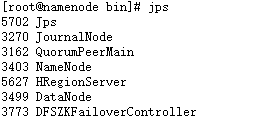 [root@namenode bin]# jps
5702 Jps
3270 JournalNode
3162 QuorumPeerMain
3403 NameNode
5627 HRegionServer
3499 DataNode
3773 DFSZKFailoverController